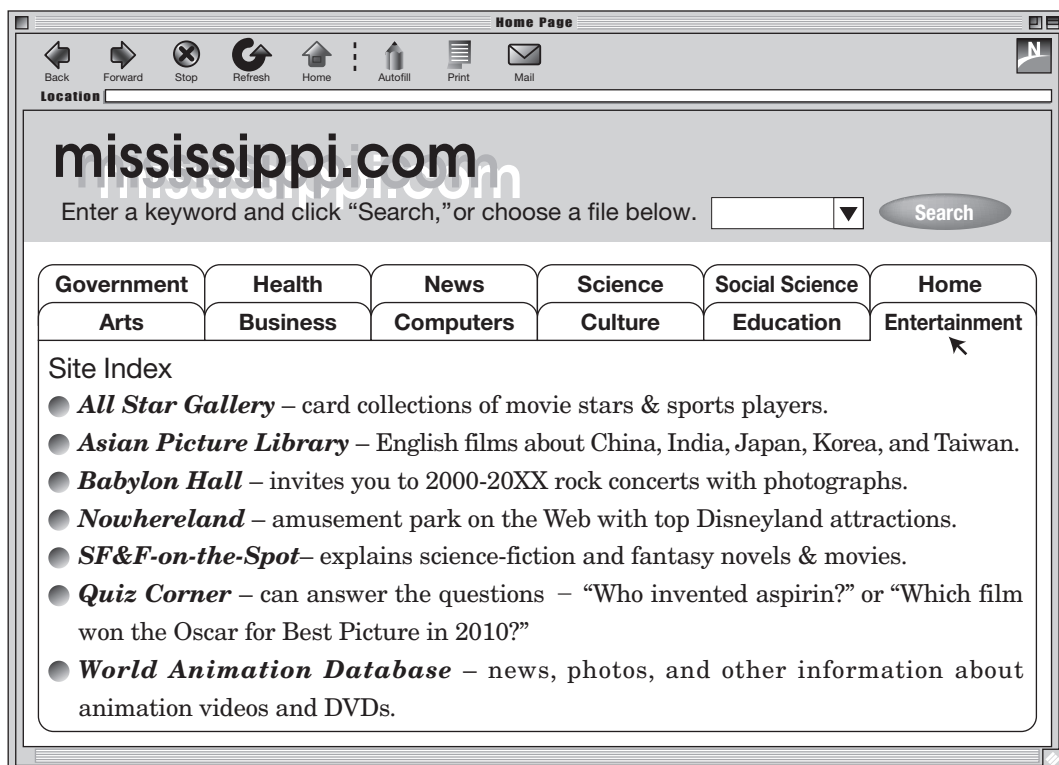 Home Page
Back Forward Stop Refresh Home Autofill Print Mail
N
Location
mississippi.com
Enter a keyword and click “Search,”or choose a file below. Search
Government Health News Science Social Science Home
Arts Business Computers Culture Education Entertainment
Site Index
All Star Gallery – card collections of movie stars & sports players.
Asian Picture Library – English films about China, India, Japan, Korea, and Taiwan.
Babylon Hall – invites you to 2000-20XX rock concerts with photographs.
Nowhereland – amusement park on the Web with top Disneyland attractions.
SF&F-on-the-Spot– explains science-fiction and fantasy novels & movies.
Quiz Corner – can answer the questions – “Who invented aspirin?” or “Which film
won the Oscar for Best Picture in 2010?”
World Animation Database – news, photos, and other information about
animation videos and DVDs.